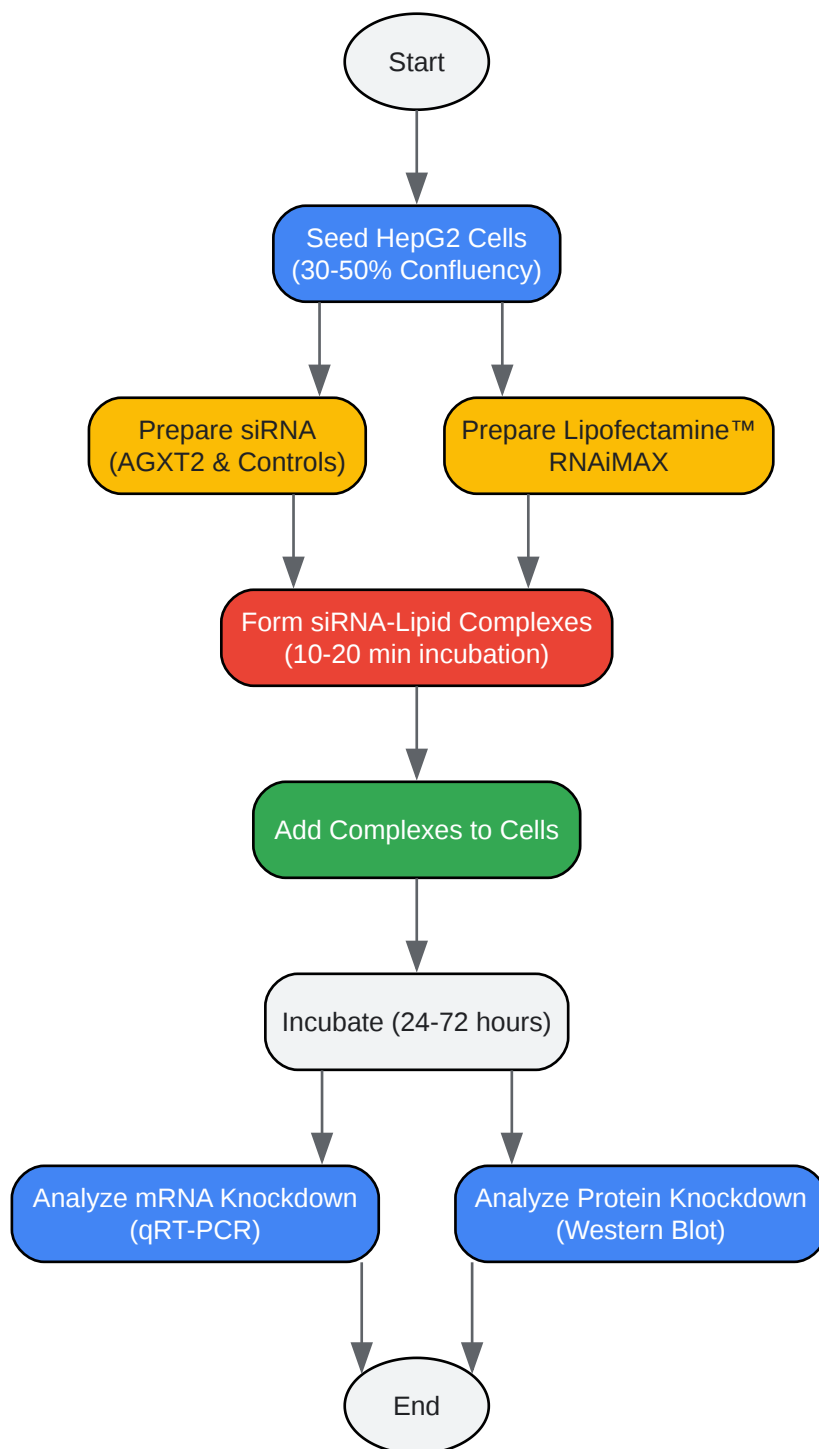 Start
Seed HepG2 Cells
(30-50% Confluency)
Prepare siRNA
(AGXT2 & Controls)
Prepare Lipofectamine™
RNAiMAX
Form siRNA-Lipid Complexes
(10-20 min incubation)
Add Complexes to Cells
Incubate (24-72 hours)
Analyze mRNA Knockdown
(qRT-PCR)
Analyze Protein Knockdown
(Western Blot)
End